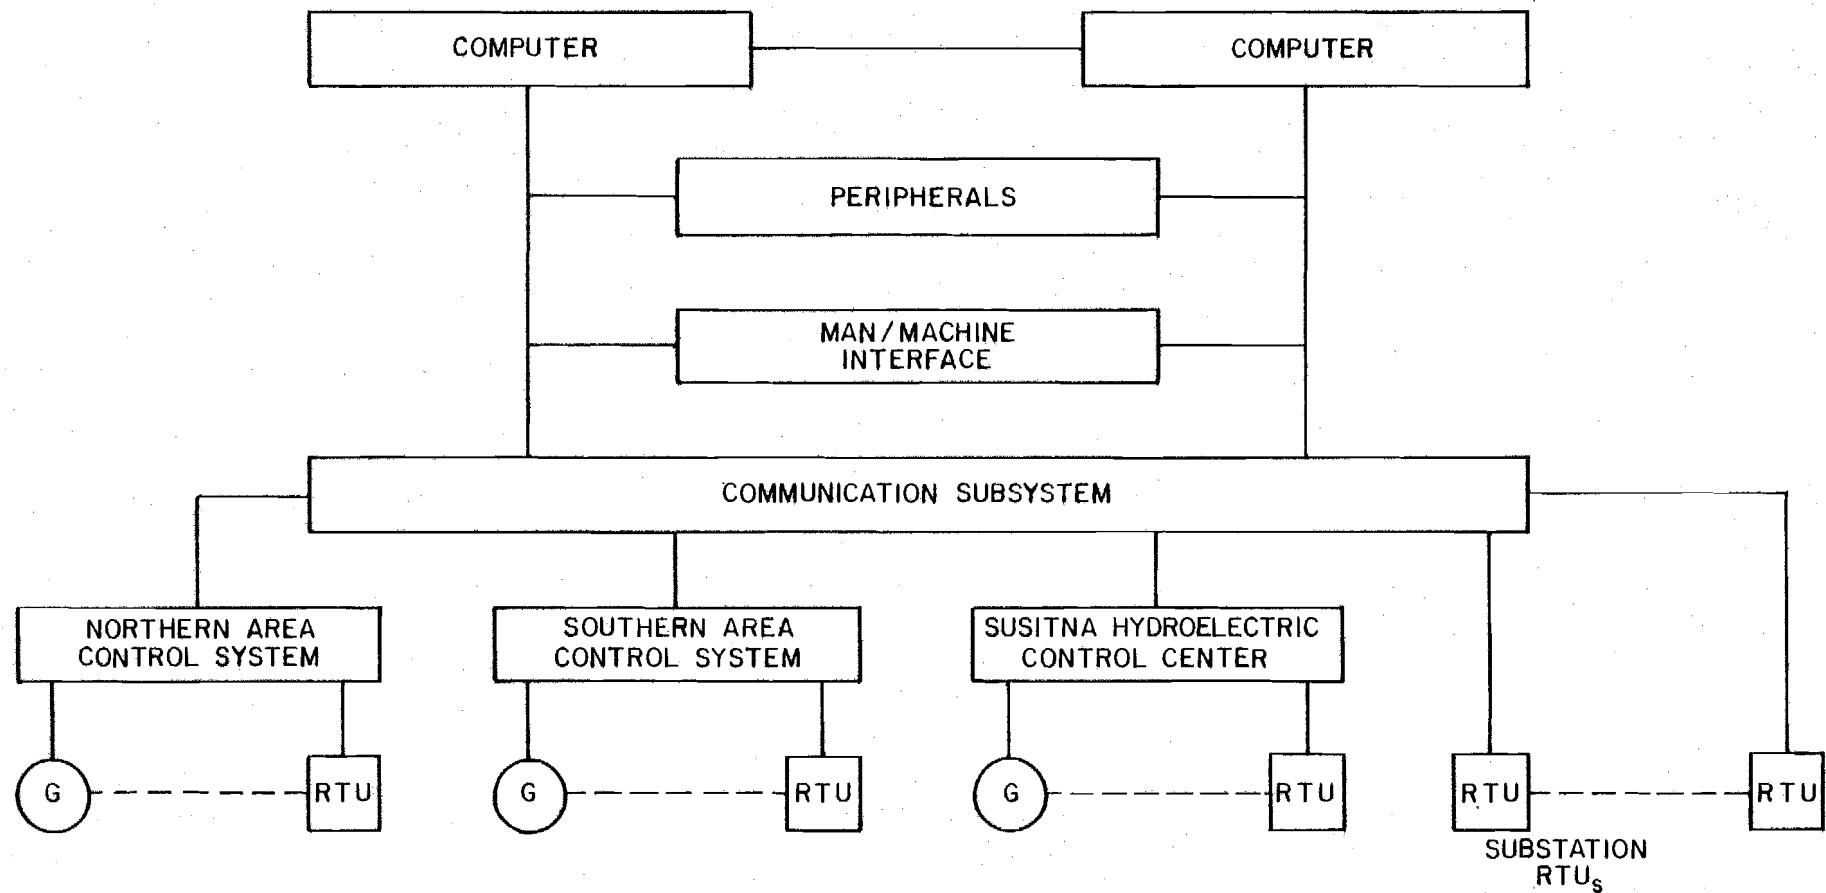 COMPUTER
COMPUTER
PERIPHERALS
MAN/MACHINE
INTERFACE
COMMUNICATION SUBSYSTEM
NORTHERN AREA
CONTROL SYSTEM
SOUTHERN AREA
CONTROL SYSTEM
SUSITNA HYDROELECTRIC
CONTROL CENTER
G
RTU
G
RTU
G
RTU
RTU
RTU
SUBSTATION
RTUs